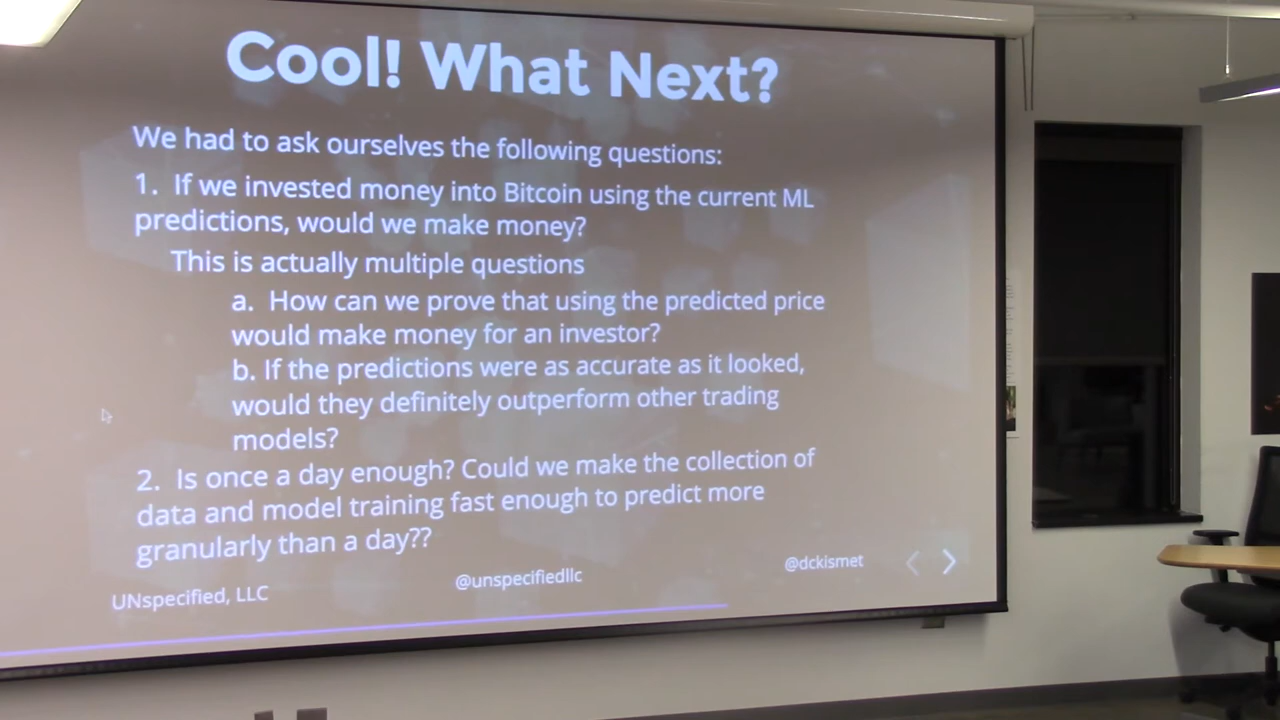 Cool! What Next?
We had to ask ourselves the following questions:
1. If we invested money into Bitcoin using the current ML
predictions, would we make money?
This is actually multiple questions
a. How can we prove that using the predicted price
would make money for an investor?
b. If the predictions were as accurate as it looked,
would they definitely outperform other trading
models?
2. Is once a day enough? Could we make the collection of
data and model training fast enough to predict more
granularly than a day??
UNspecified, LLC
@unspecifiedllc
@dckismet